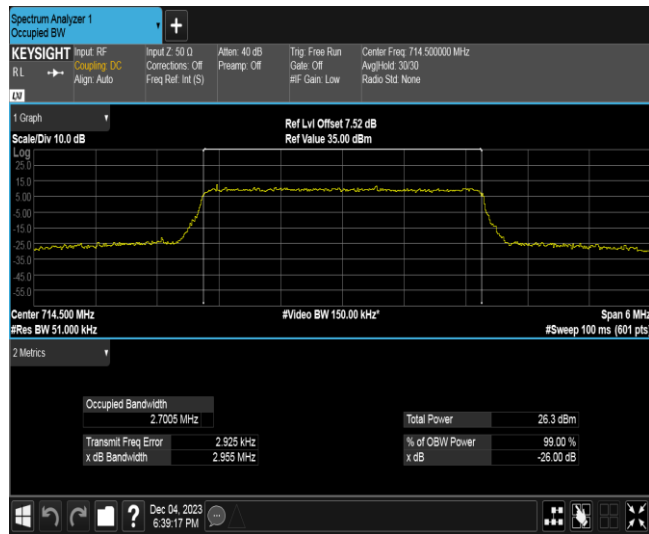 Spectrum Analyzer 1
Occupied BW
+
KEYSIGHT
RL
LXI
Input: RF
Coupling: DC
Align: Auto
Input Z: 50 Ω
Corrections: Off
Freq Ref: Int (S)
Atten: 40 dB
Preamp: Off
Trig: Free Run
Gate: Off
#IF Gain: Low
Center Freq: 714.500000 MHz
Avg|Hold: 30/30
Radio Std: None
1 Graph
Scale/Div 10.0 dB
Ref Lvl Offset 7.52 dB
Ref Value 35.00 dBm
Log
25.0
15.0
5.00
-5.00
-15.0
-25.0
-35.0
-45.0
-55.0
Center 714.500 MHz
#Res BW 51.000 kHz
#Video BW 150.00 kHz*
Span 6 MHz
#Sweep 100 ms (601 pts)
2 Metrics
Occupied Bandwidth
2.7005 MHz
Transmit Freq Error 2.925 kHz
x dB Bandwidth 2.955 MHz
Total Power 26.3 dBm
% of OBW Power 99.00 %
x dB -26.00 dB
?
Dec 04, 2023
6:39:17 PM